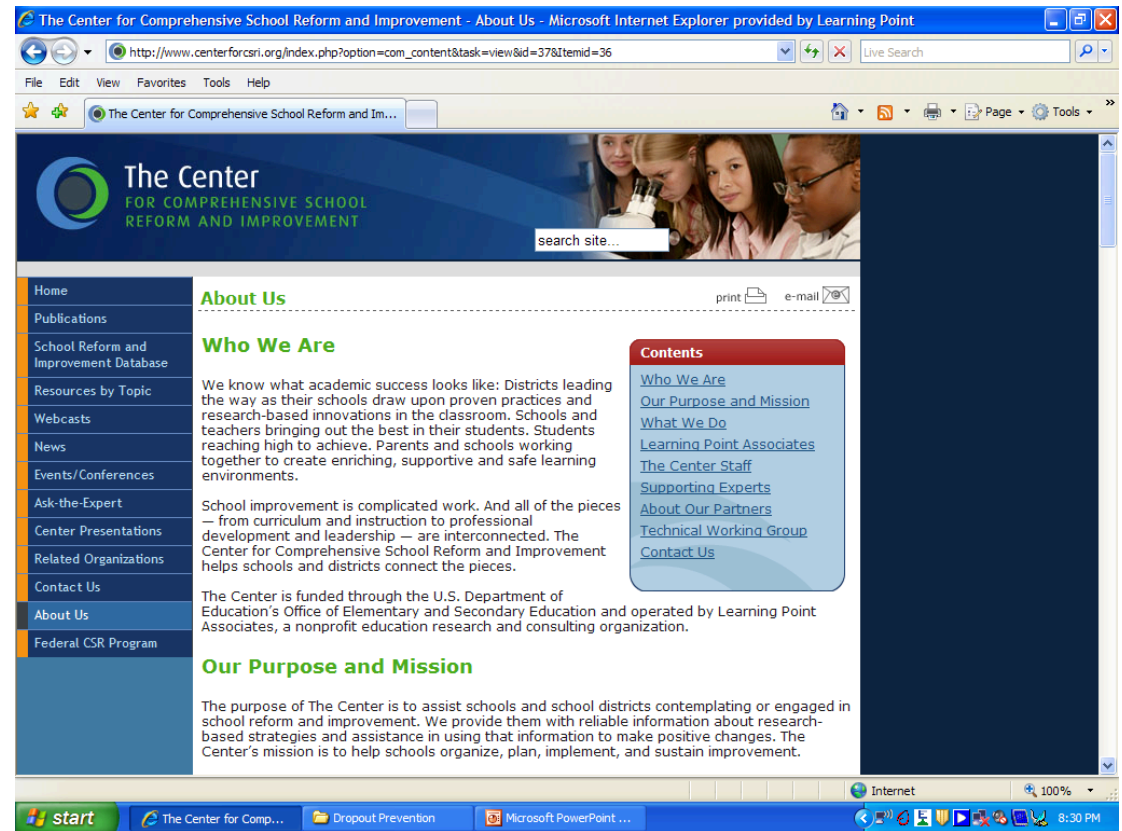 The Center for Comprehensive School Reform and Improvement - About Us - Microsoft Internet Explorer provided by Learning Point
http://www.centerforcsri.org/index.php?option=com_content&task=view&id=37&Itemid=36
Live Search
File Edit View Favorites Tools Help
The Center for Comprehensive School Reform and Im...
Page Tools
The Center
FOR COMPREHENSIVE SCHOOL
REFORM AND IMPROVEMENT
search site...
Home
Publications
School Reform and
Improvement Database
Resources by Topic
Webcasts
News
Events/Conferences
Ask-the-Expert
Center Presentations
Related Organizations
Contact Us
About Us
Federal CSR Program
About Us
print e-mail
Who We Are
We know what academic success looks like: Districts leading
the way as their schools draw upon proven practices and
research-based innovations in the classroom. Schools and
teachers bringing out the best in their students. Students
reaching high to achieve. Parents and schools working
together to create enriching, supportive and safe learning
environments.
School improvement is complicated work. And all of the pieces
— from curriculum and instruction to professional
development and leadership — are interconnected. The
Center for Comprehensive School Reform and Improvement
helps schools and districts connect the pieces.
The Center is funded through the U.S. Department of
Education's Office of Elementary and Secondary Education and operated by Learning Point
Associates, a nonprofit education research and consulting organization.
Contents
Who We Are
Our Purpose and Mission
What We Do
Learning Point Associates
The Center Staff
Supporting Experts
About Our Partners
Technical Working Group
Contact Us
Our Purpose and Mission
The purpose of The Center is to assist schools and school districts contemplating or engaged in
school reform and improvement. We provide them with reliable information about research-
based strategies and assistance in using that information to make positive changes. The
Center's mission is to help schools organize, plan, implement, and sustain improvement.
Internet 100%
start The Center for Comp... Dropout Prevention Microsoft PowerPoint ... 8:30 PM